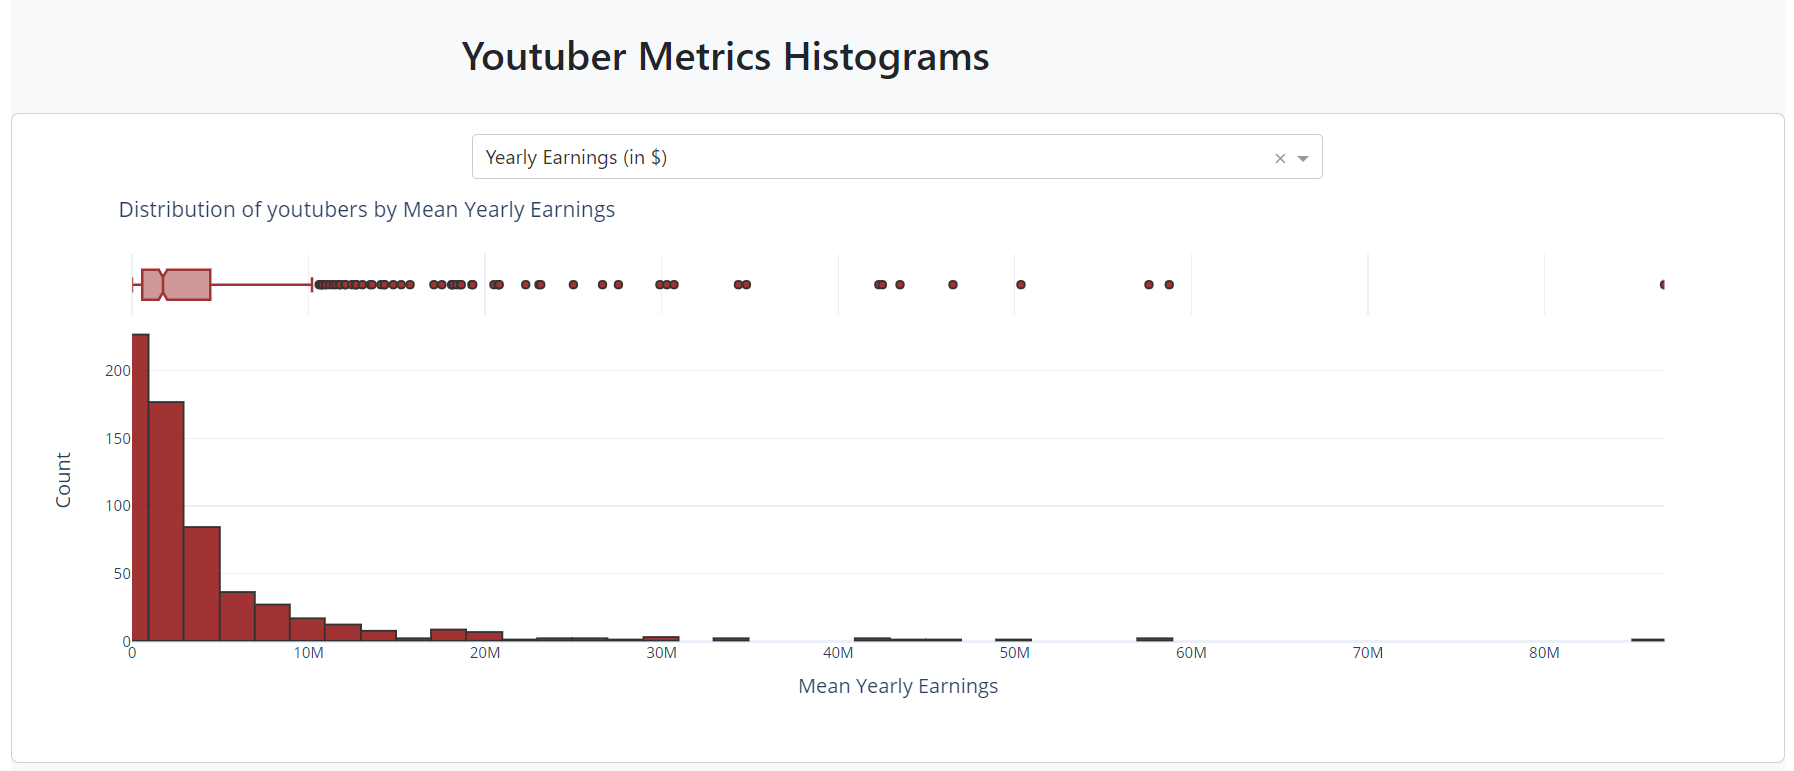 Youtuber Metrics Histograms
Yearly Earnings (in $)
×
Distribution of youtubers by Mean Yearly Earnings
200
150
100
50
0
Count
0 10M 20M 30M 40M 50M 60M 70M 80M
Mean Yearly Earnings